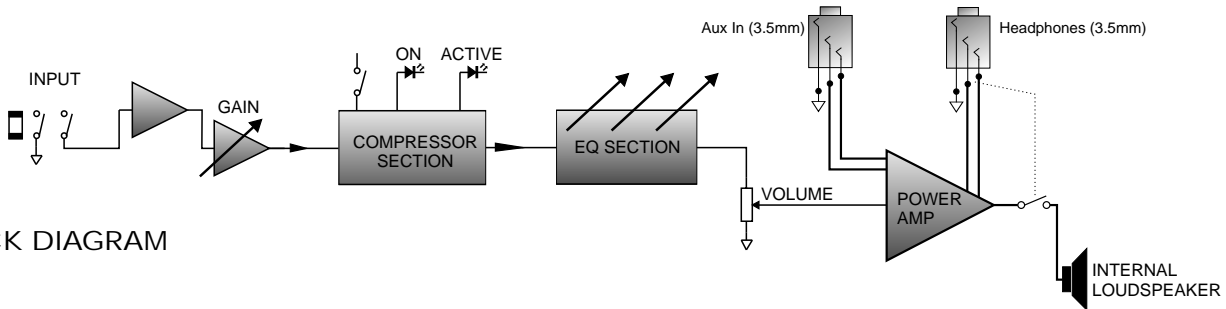 Aux In (3.5mm)
Headphones (3.5mm)
ON
ACTIVE
INPUT
GAIN
COMPRESSOR
SECTION
EQ SECTION
VOLUME
POWER
AMP
K DIAGRAM
INTERNAL
LOUDSPEAKER